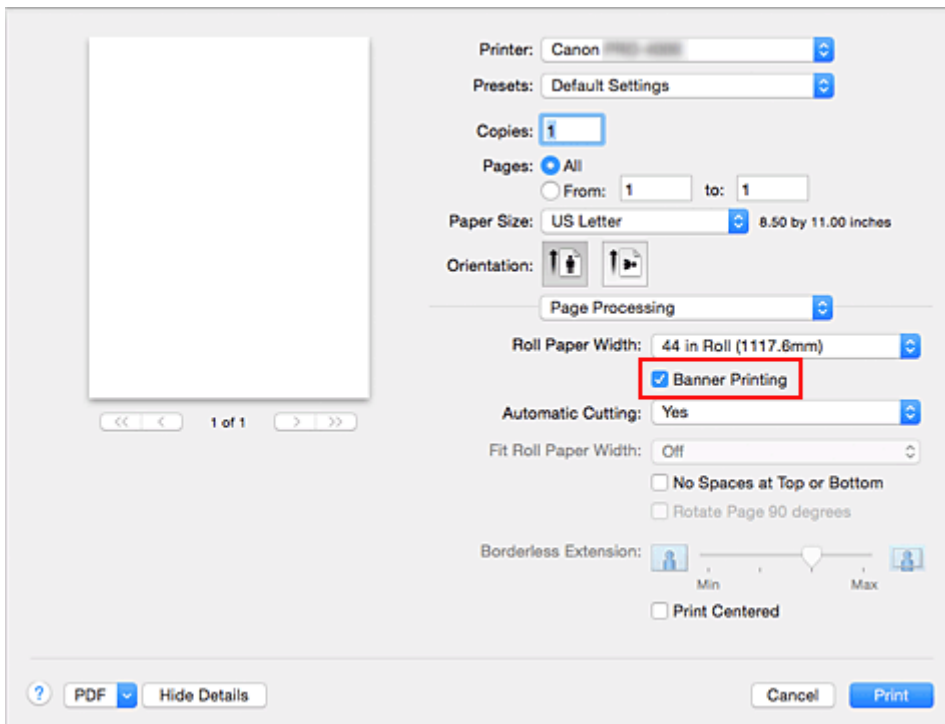 Printer: Canon
Presets: Default Settings
Copies: 1
Pages: All
From: 1 to: 1
Paper Size: US Letter 8.50 by 11.00 inches
Orientation:
Page Processing
Roll Paper Width: 44 in Roll (1117.6mm)
Banner Printing
1 of 1
Automatic Cutting: Yes
Fit Roll Paper Width: Off
No Spaces at Top or Bottom
Rotate Page 90 degrees
Borderless Extension:
Min Max
Print Centered
? PDF Hide Details Cancel Print